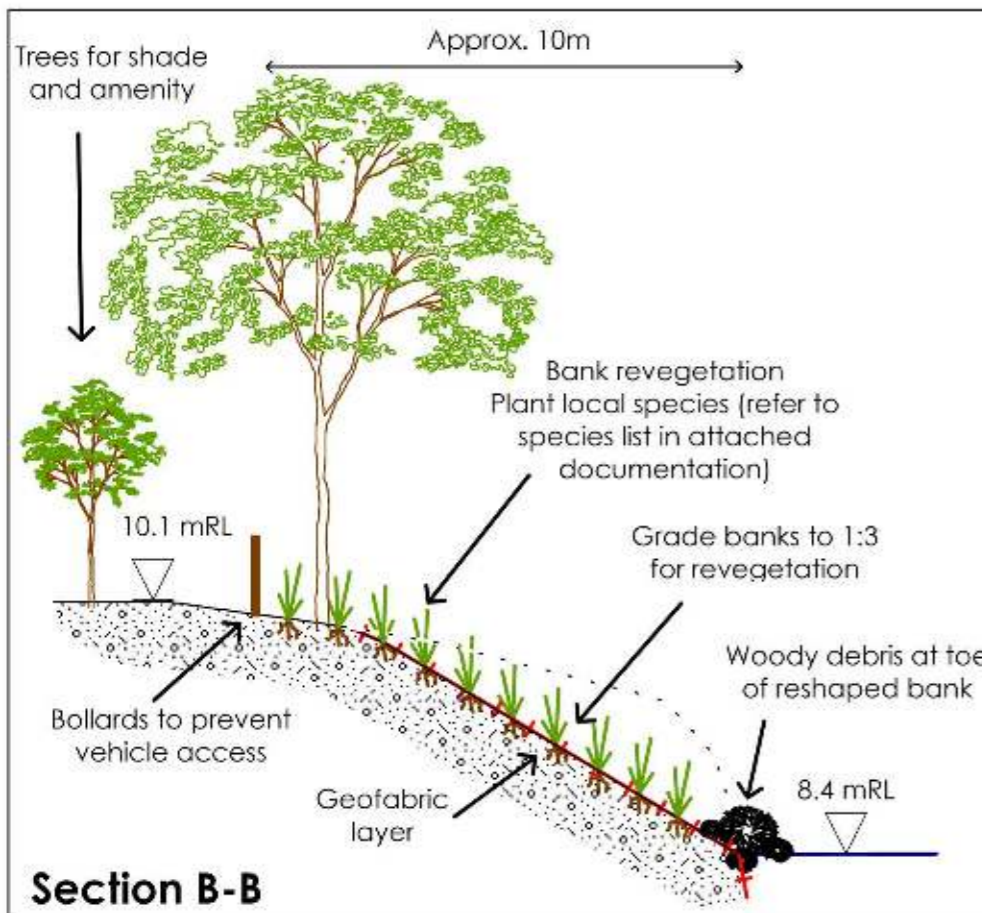 Approx. 10m
Trees for shade
and amenity
Bank revegetation
Plant local species (refer to
species list in attached
documentation)
10.1 mRL
Grade banks to 1:3
for revegetation
Woody debris at toe
of reshaped bank
Bollards to prevent
vehicle access
Geofabric
layer
8.4 mRL
Section B-B